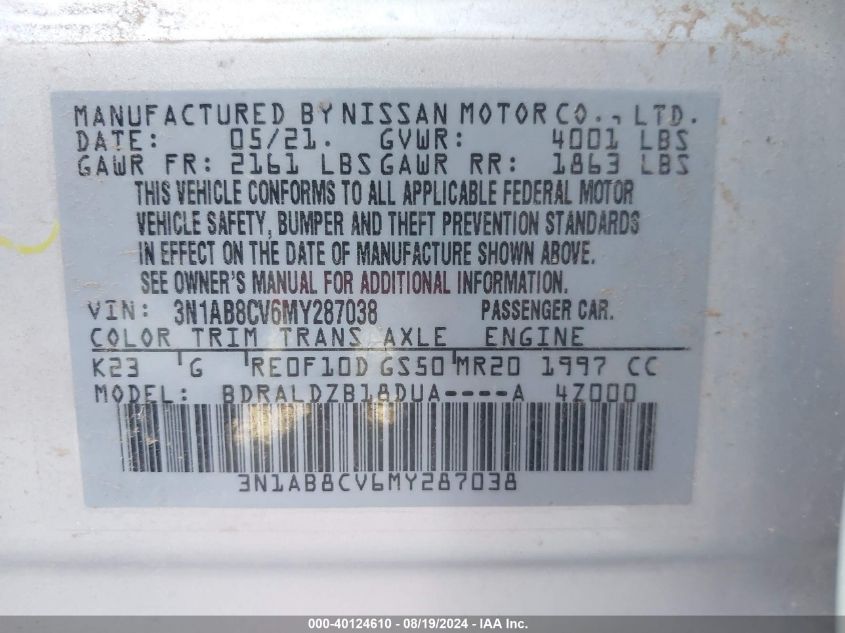 MANUFACTURED BY NISSAN MOTOR CO., LTD.
DATE: 05/21. GVWR: 4001 LBS
GAWR FR: 2161 LBS GAWR RR: 1863 LBS
THIS VEHICLE CONFORMS TO ALL APPLICABLE FEDERAL MOTOR
VEHICLE SAFETY, BUMPER AND THEFT PREVENTION STANDARDS
IN EFFECT ON THE DATE OF MANUFACTURE SHOWN ABOVE.
SEE OWNER'S MANUAL FOR ADDITIONAL INFORMATION.
VIN: 3N1AB8CV6MY287038 PASSENGER CAR.
COLOR TRIM TRANS AXLE ENGINE
K23 G RE0F10D GS50 MR20 1997 CC
MODEL: BDRALDZB18DUA----A 4Z000
3N1AB8CV6MY287038
000-40124610 - 08/19/2024 - IAA Inc.